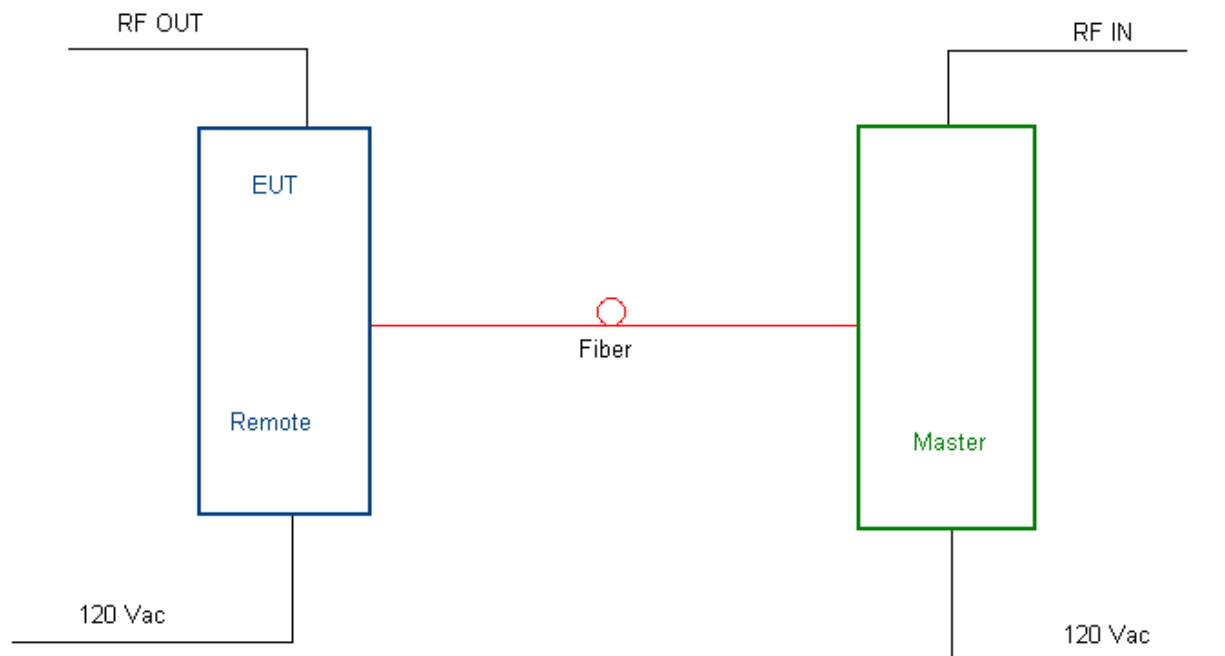 RF OUT
RF IN
EUT
Fiber
Remote
Master
120 Vac
120 Vac